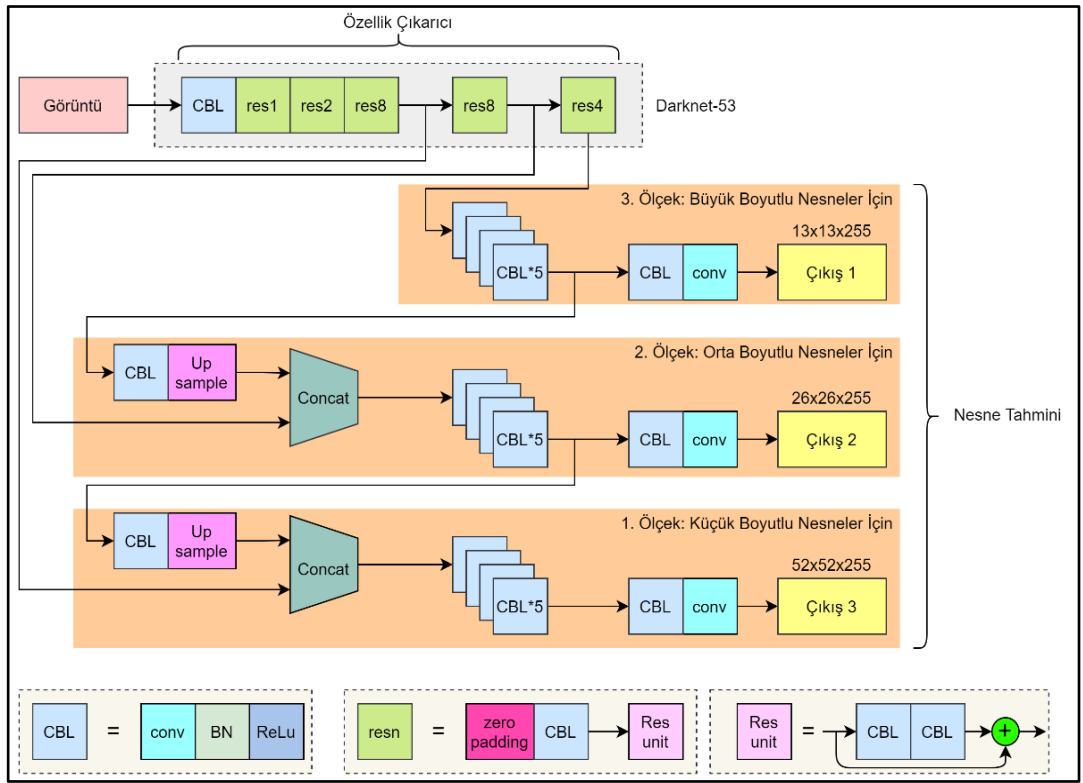 Özellik Çıkarıcı
Görüntü
CBL
res1
res2
res8
res8
res4
Darknet-53
3. Ölçek: Büyük Boyutlu Nesneler İçin
13x13x255
CBL*5
CBL
conv
Çıkış 1
2. Ölçek: Orta Boyutlu Nesneler İçin
CBL
Up
sample
Concat
26x26x255
CBL*5
CBL
conv
Çıkış 2
Nesne Tahmini
1. Ölçek: Küçük Boyutlu Nesneler İçin
CBL
Up
sample
Concat
52x52x255
CBL*5
CBL
conv
Çıkış 3
CBL
=
conv
BN
ReLu
resn
=
zero
padding
CBL
Res
unit
Res
unit
=
CBL
CBL
+